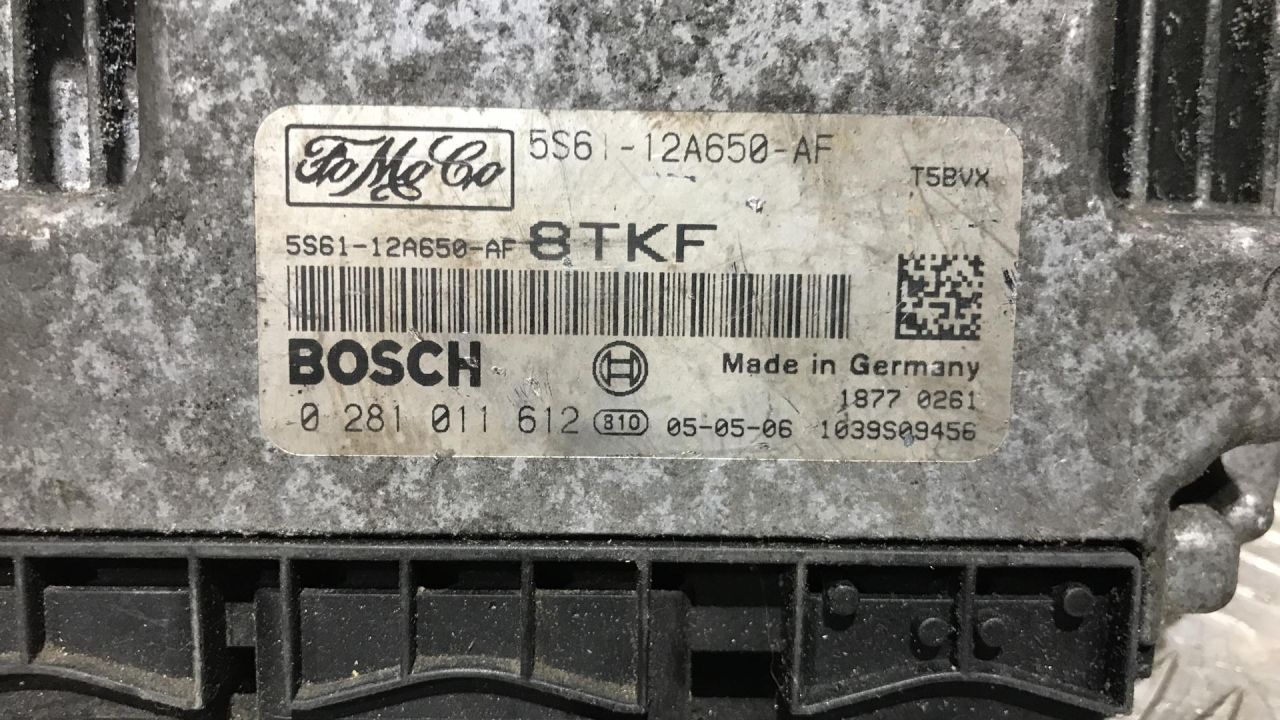 FoMoCo 5S61-12A650-AF
T5BVX
5S61-12A650-AF 8TKF
BOSCH
Made in Germany
1877 0261
0 281 011 612 810 05-05-06 1039S09456